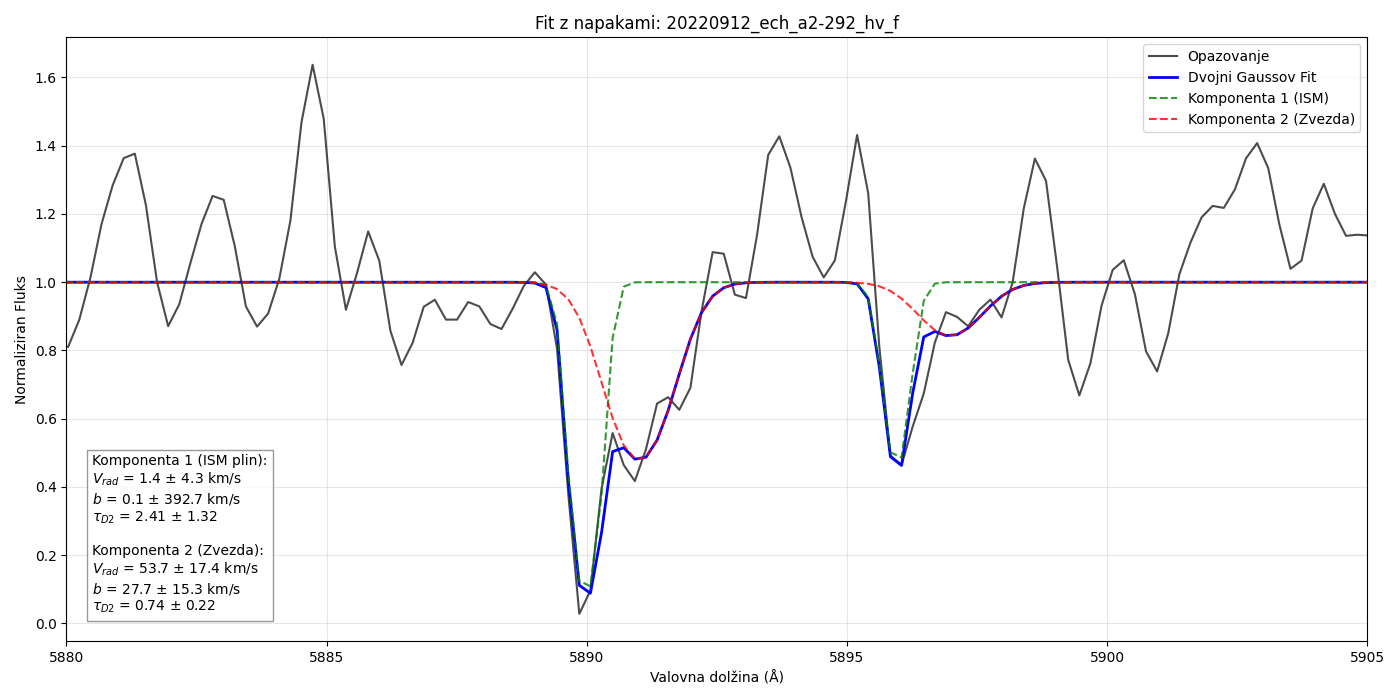 Fit z napakami: 20220912_ech_a2-292_hv_f
Normaliziran Fluks
1.6
1.4
1.2
1.0
0.8
0.6
0.4
0.2
0.0
Opazovanje
Dvojni Gaussov Fit
Komponenta 1 (ISM)
Komponenta 2 (Zvezda)
Komponenta 1 (ISM plin):
V_rad = 1.4 ± 4.3 km/s
b = 0.1 ± 392.7 km/s
τ_D2 = 2.41 ± 1.32
Komponenta 2 (Zvezda):
V_rad = 53.7 ± 17.4 km/s
b = 27.7 ± 15.3 km/s
τ_D2 = 0.74 ± 0.22
5880 5885 5890 5895 5900 5905
Valovna dolžina (Å)